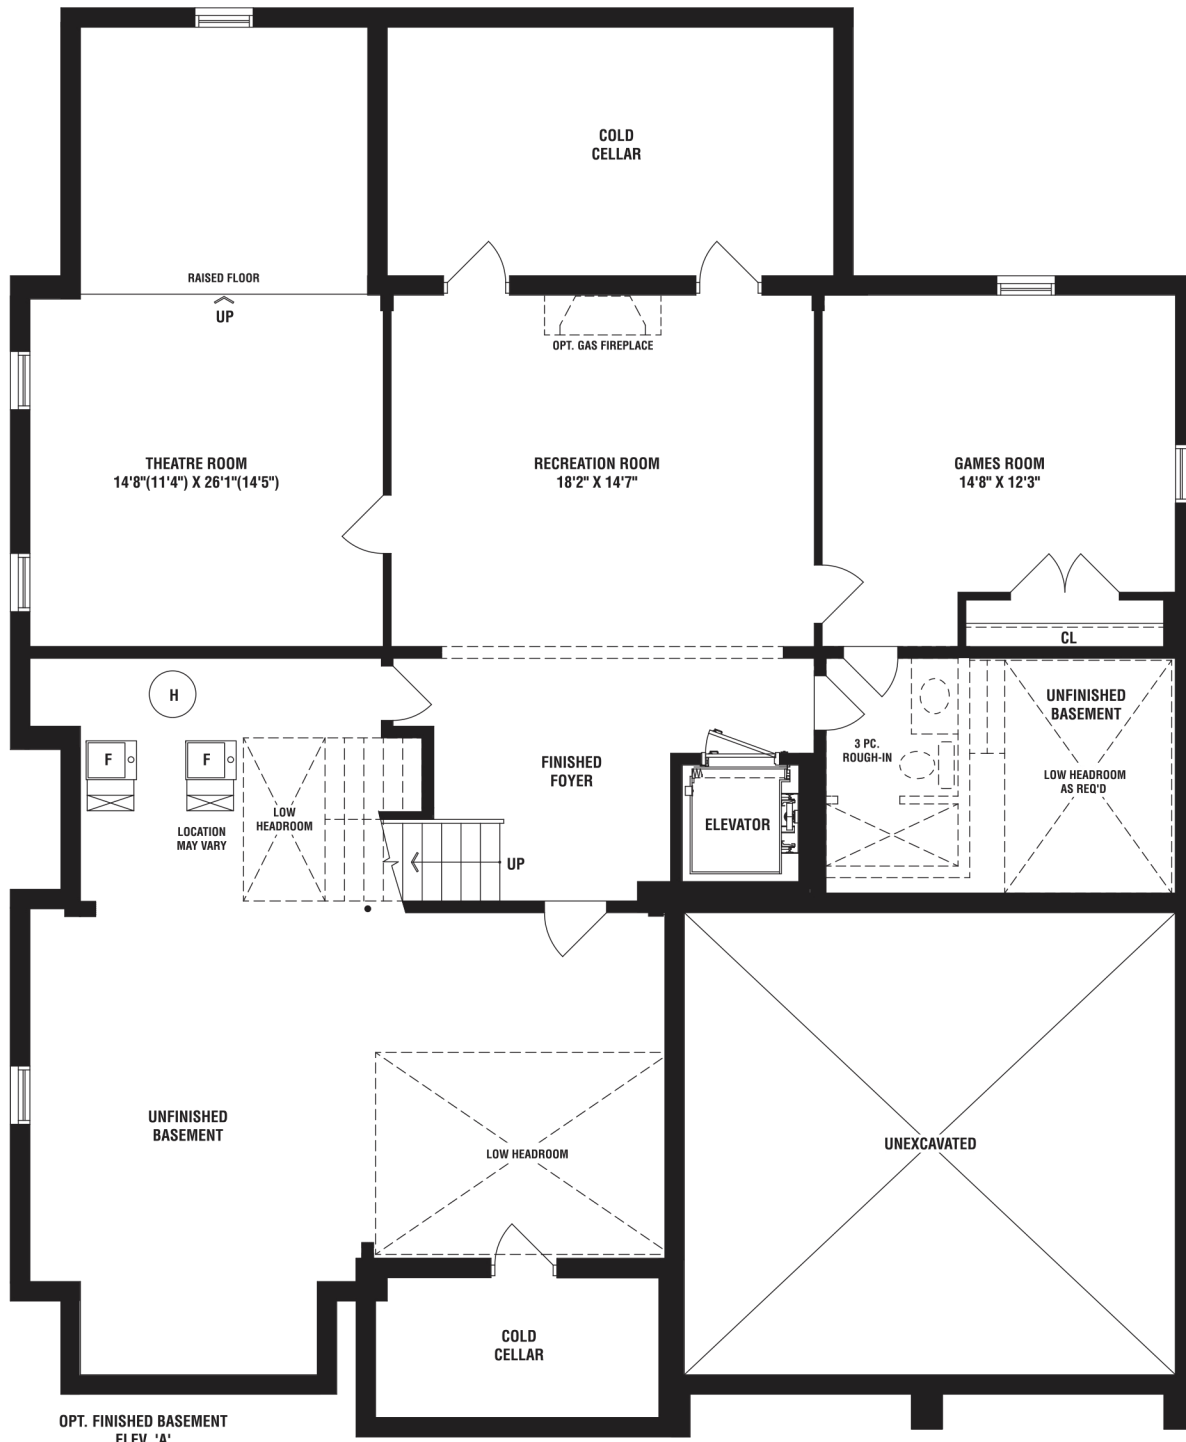 COLD
CELLAR
RAISED FLOOR
UP
OPT. GAS FIREPLACE
THEATRE ROOM
14'8"(11'4") X 26'1"(14'5")
RECREATION ROOM
18'2" X 14'7"
GAMES ROOM
14'8" X 12'3"
CL
H
F
F
LOCATION
MAY VARY
LOW
HEADROOM
FINISHED
FOYER
UP
ELEVATOR
3 PC.
ROUGH-IN
UNFINISHED
BASEMENT
LOW HEADROOM
AS REQ'D
UNFINISHED
BASEMENT
LOW HEADROOM
UNEXCAVATED
COLD
CELLAR
OPT. FINISHED BASEMENT
ELEV. 'A'